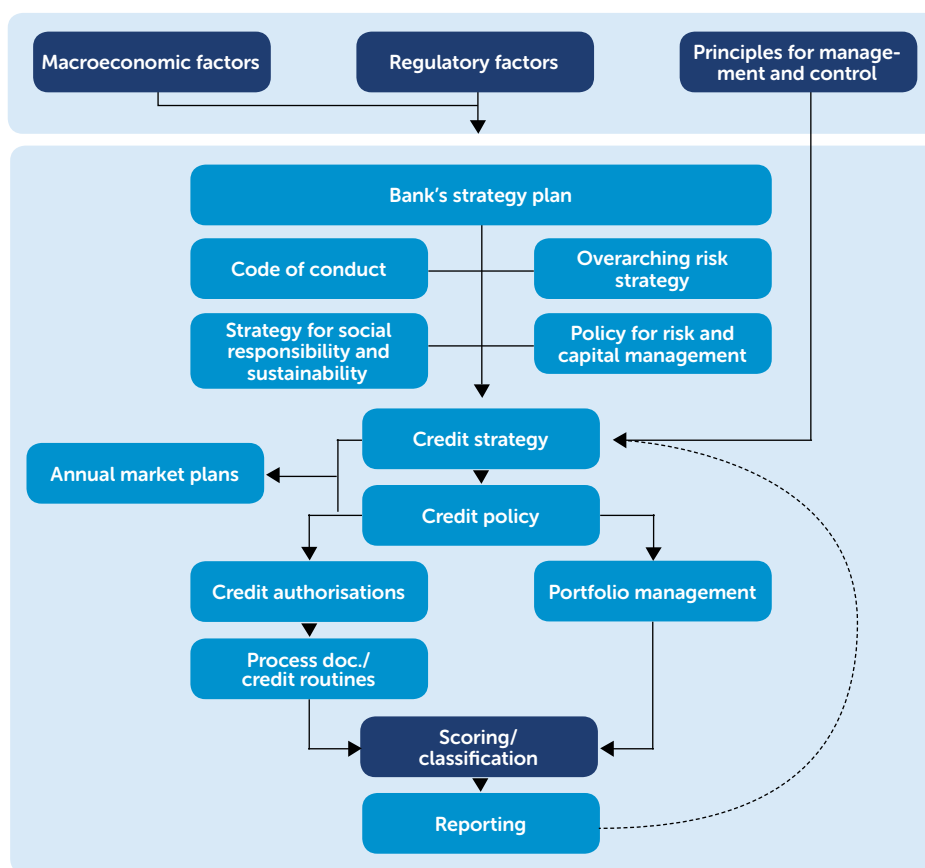 Macroeconomic factors
Regulatory factors
Principles for manage-
ment and control
Bank's strategy plan
Code of conduct
Overarching risk
strategy
Strategy for social
responsibility and
sustainability
Policy for risk and
capital management
Credit strategy
Annual market plans
Credit policy
Credit authorisations
Portfolio management
Process doc./
credit routines
Scoring/
classification
Reporting